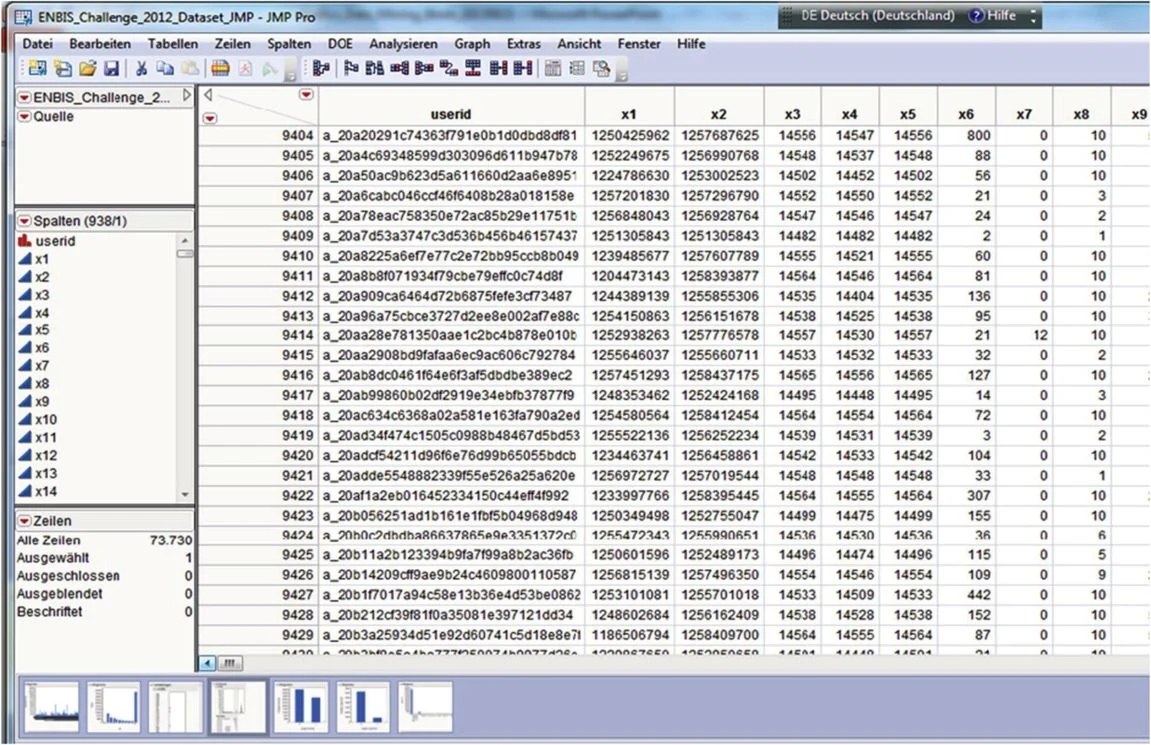 ENBIS_Challenge_2012_Dataset_JMP - JMP Pro
DE Deutsch (Deutschland) Hilfe
Datei Bearbeiten Tabellen Zeilen Spalten DOE Analysieren Graph Extras Ansicht Fenster Hilfe
ENBIS_Challenge_2...
Quelle
Spalten (938/1)
userid
x1
x2
x3
x4
x5
x6
x7
x8
x9
x10
x11
x12
x13
x14
Zeilen
Alle Zeilen 73.730
Ausgewählt 1
Ausgeschlossen 0
Ausgeblendet 0
Beschriftet 0
userid x1 x2 x3 x4 x5 x6 x7 x8 x9
9404 a_20a20291c74363f791e0b1d0dbd8df81 1250425962 1257687625 14556 14547 14556 800 0 10
9405 a_20a4c69348599d303096d611b947b78 1252249675 1256990768 14548 14537 14548 88 0 10
9406 a_20a50ac9b623d5a611660d2aa6e8951 1224786630 1253002523 14502 14452 14502 56 0 10
9407 a_20a6cabc046ccf46f6408b28a018158e 1257201830 1257296790 14552 14550 14552 21 0 3
9408 a_20a78eac758350e72ac85b29e11751b 1256848043 1256928764 14547 14546 14547 24 0 2
9409 a_20a7d53a3747c3d536b456b46157437 1251305843 1251305843 14482 14482 14482 2 0 1
9410 a_20a8225a6ef7e77c2e72bb95ccb8b049 1239485677 1257607789 14555 14521 14555 60 0 10
9411 a_20a8b8f071934f79cbe79effc0c74d8f 1204473143 1258393877 14564 14546 14564 81 0 10
9412 a_20a909ca6464d72b6875fefe3cf73487 1244389139 1255855306 14535 14404 14535 136 0 10
9413 a_20a96a75cbce3727d2ee8e002af7e88c 1254150863 1256151678 14538 14525 14538 95 0 10
9414 a_20aa28e781350aae1c2bc4b878e010b 1252938263 1257776578 14557 14530 14557 21 12 10
9415 a_20aa2908bd9fafaa6ec9ac606c792784 1255646037 1255660711 14533 14532 14533 32 0 2
9416 a_20ab8dc0461f64e6f3af5dbdbe389ec2 1257451293 1258437175 14565 14556 14565 127 0 10
9417 a_20ab99860b02df2919e34ebfb37877f9 1248353462 1252424168 14495 14448 14495 14 0 3
9418 a_20ac634c6368a02a581e163fa790a2ed 1254580564 1258412454 14564 14554 14564 72 0 10
9419 a_20ad34f474c1505c0988b48467d5bd53 1255522136 1256252234 14539 14531 14539 3 0 2
9420 a_20adcf54211d96f6e76d99b65055bdcb 1234463741 1256458861 14542 14533 14542 104 0 10
9421 a_20adde5548882339f55e526a25a620e 1256972727 1257019544 14548 14548 14548 33 0 1
9422 a_20af1a2eb016452334150c44eff4f992 1233997766 1258395445 14564 14555 14564 307 0 10
9423 a_20b056251ad1b161e1fbf5b04968d948 1250349498 1252755047 14499 14475 14499 155 0 10
9424 a_20b0c2dbdba86637865e9e3351372c0 1255472343 1255990651 14536 14530 14536 36 0 6
9425 a_20b11a2b123394b9fa7f99a8b2ac36fb 1250601596 1252489173 14496 14474 14496 115 0 5
9426 a_20b14209cff9ae9b24c4609800110587 1256815139 1257496350 14554 14546 14554 109 0 9
9427 a_20b1f7017a94c58e13b36e4d53be0862 1253101081 1255701018 14533 14509 14533 442 0 10
9428 a_20b212cf39f81f0a35081e397121dd34 1248602684 1256162409 14538 14528 14538 152 0 10
9429 a_20b3a25934d51e92d60741c5d18e8e7f 1186506794 1258409700 14564 14555 14564 87 0 10